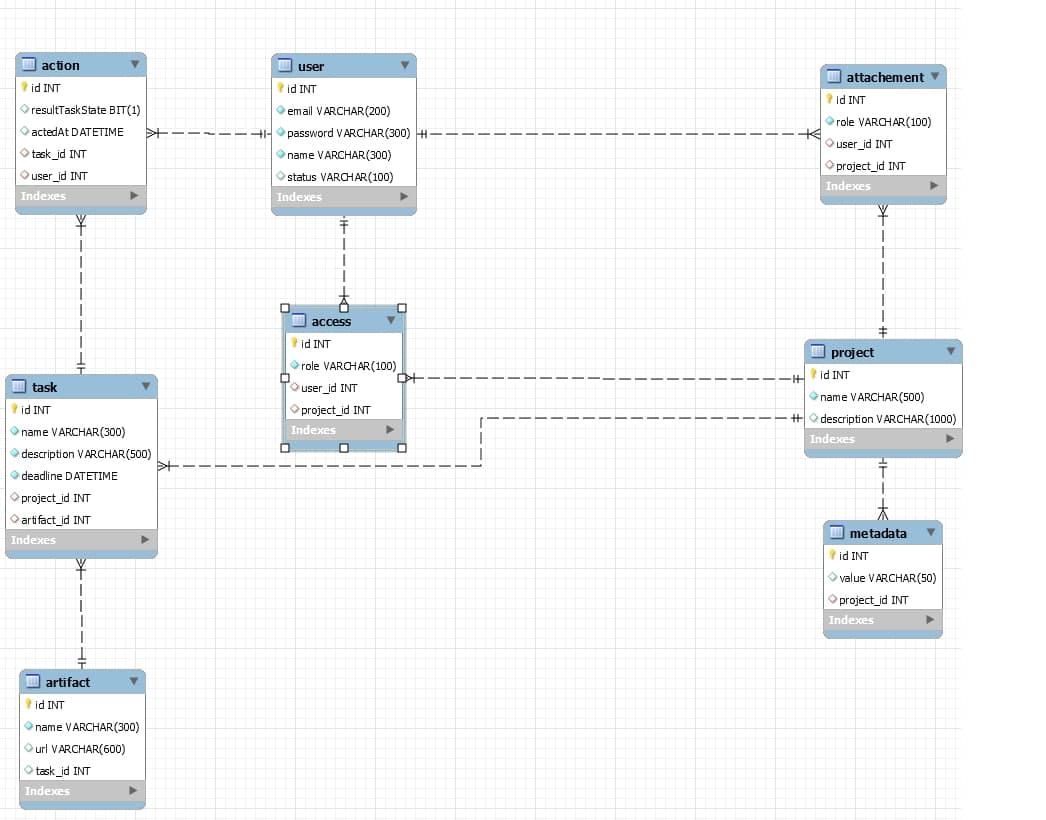 action
id INT
resultTaskState BIT(1)
actedAt DATETIME
task_id INT
user_id INT
Indexes
user
id INT
email VARCHAR(200)
password VARCHAR(300)
name VARCHAR(300)
status VARCHAR(100)
Indexes
attachement
id INT
role VARCHAR(100)
user_id INT
project_id INT
Indexes
access
id INT
role VARCHAR(100)
user_id INT
project_id INT
Indexes
project
id INT
name VARCHAR(500)
description VARCHAR(1000)
Indexes
task
id INT
name VARCHAR(300)
description VARCHAR(500)
deadline DATETIME
project_id INT
artifact_id INT
Indexes
metadata
id INT
value VARCHAR(50)
project_id INT
Indexes
artifact
id INT
name VARCHAR(300)
url VARCHAR(600)
task_id INT
Indexes